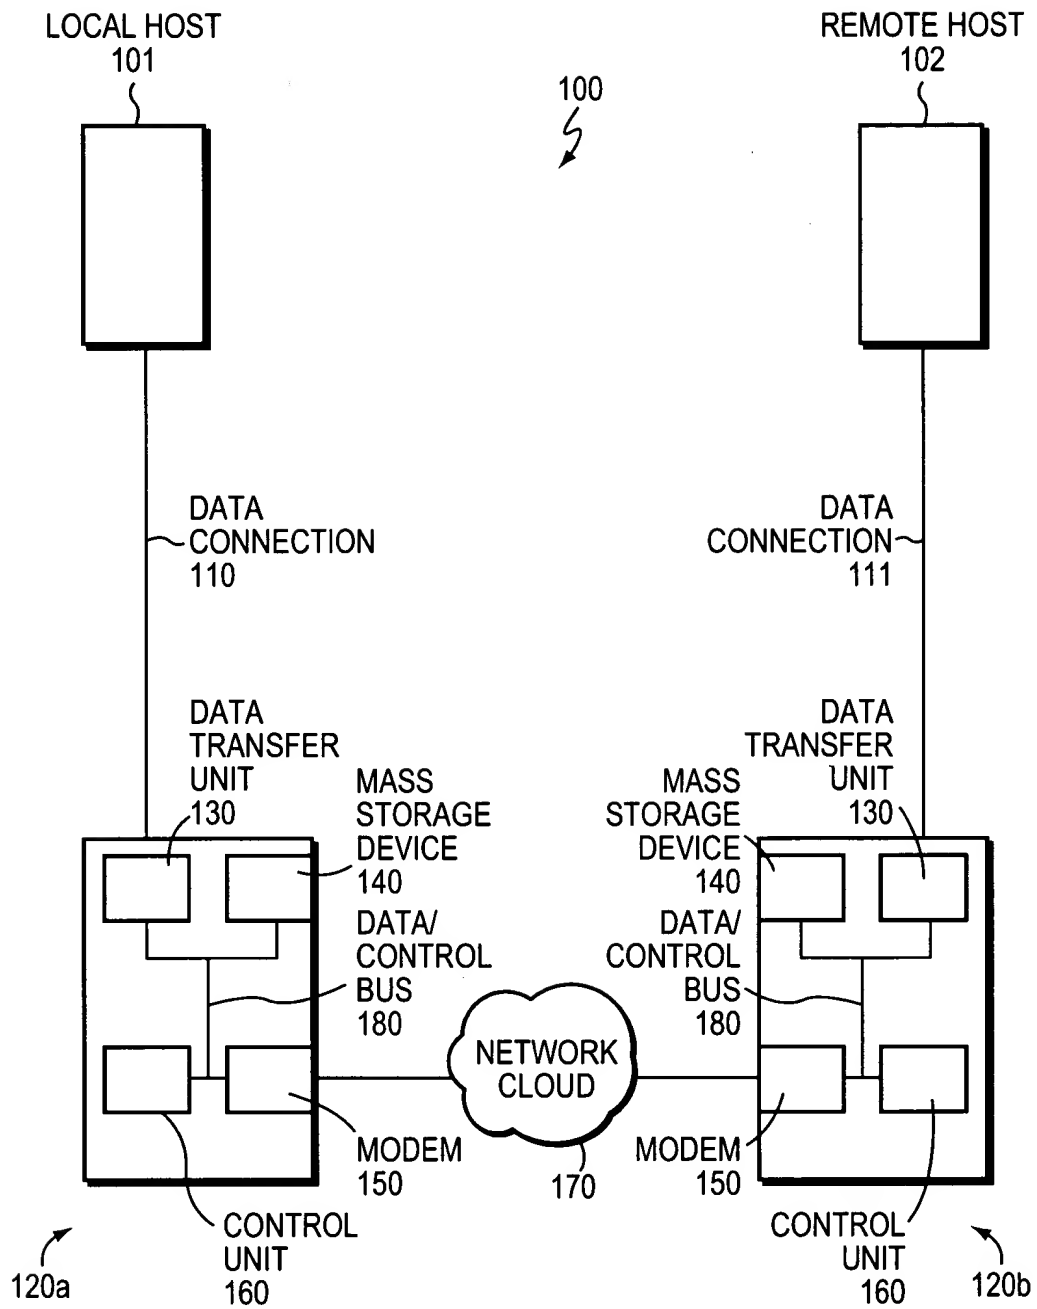 LOCAL HOST
101
REMOTE HOST
102
100
DATA
CONNECTION
110
DATA
CONNECTION
111
DATA
TRANSFER
UNIT
130
MASS
STORAGE
DEVICE
140
DATA/
CONTROL
BUS
180
MASS
STORAGE
DEVICE
140
DATA
TRANSFER
UNIT
130
DATA/
CONTROL
BUS
180
NETWORK
CLOUD
170
MODEM
150
MODEM
150
CONTROL
UNIT
160
CONTROL
UNIT
160
120a
120b